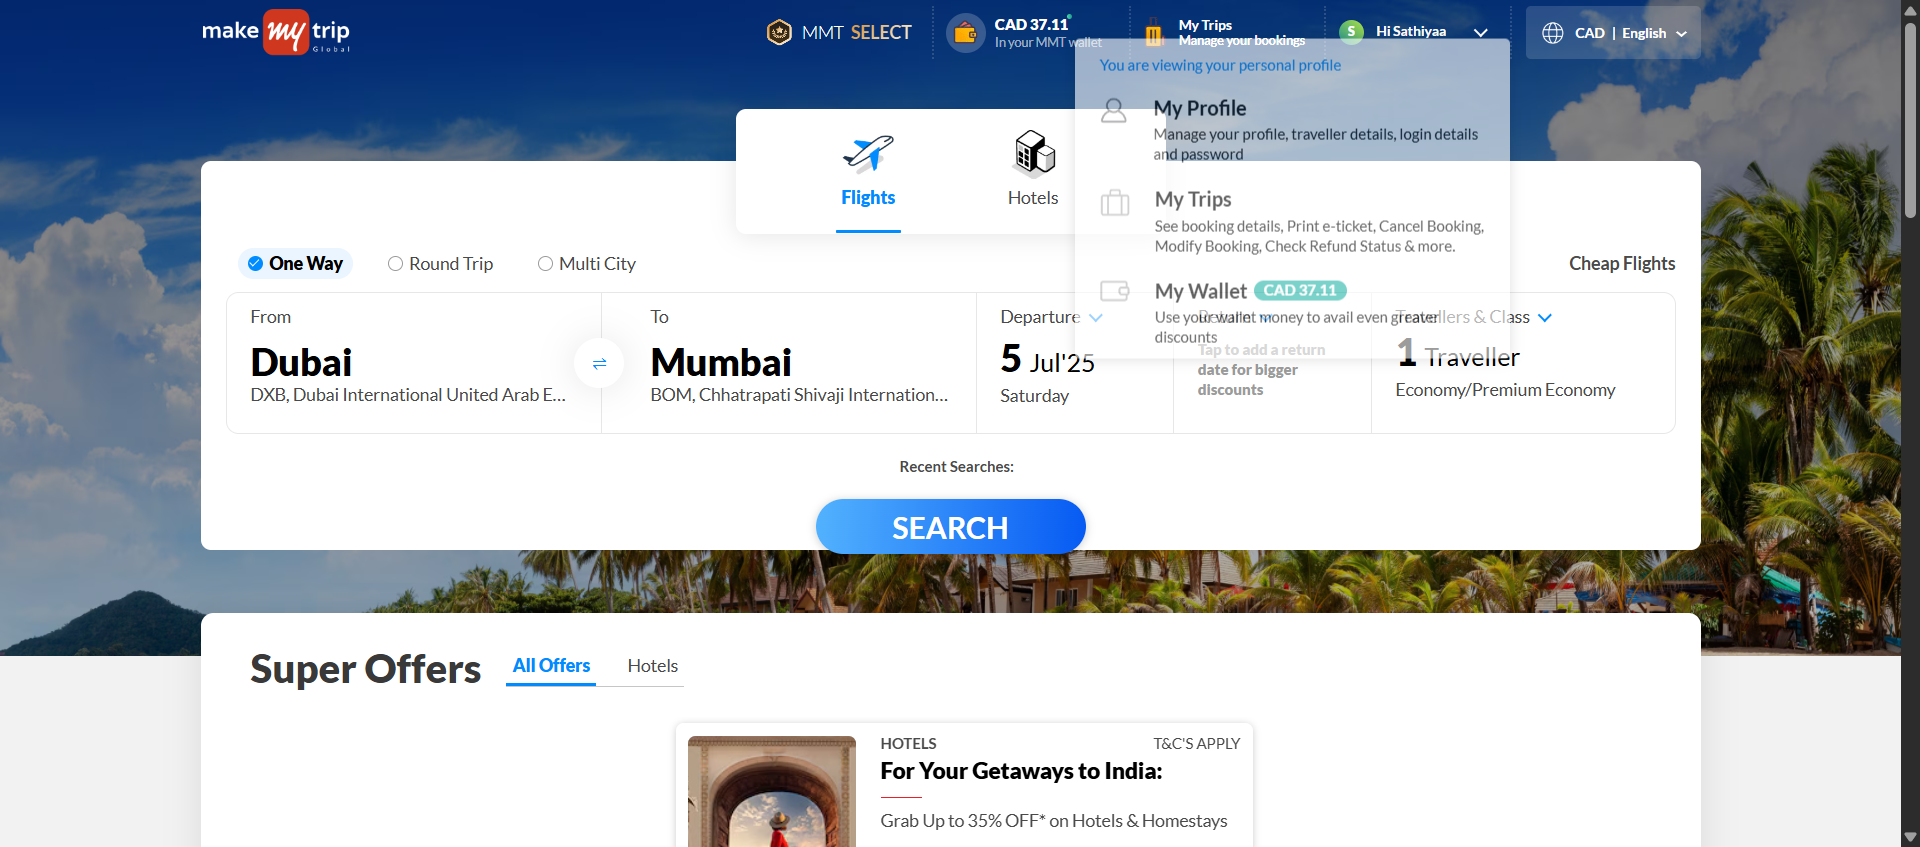 make my trip
Global
MMT SELECT
CAD 37.11
In your MMT wallet
My Trips
Manage your bookings
S
Hi Sathiyaa
CAD | English
You are viewing your personal profile
My Profile
Manage your profile, traveller details, login details
and password
My Trips
See booking details, Print e-ticket, Cancel Booking,
Modify Booking, Check Refund Status & more.
My Wallet CAD 37.11
Use your wallet money to avail even greater
discounts
Flights
Hotels
One Way
Round Trip
Multi City
Cheap Flights
From
Dubai
DXB, Dubai International United Arab E...
To
Mumbai
BOM, Chhatrapati Shivaji Internation...
Departure
5 Jul'25
Saturday
Tap to add a return
date for bigger
discounts
Travellers & Class
1 Traveller
Economy/Premium Economy
Recent Searches:
SEARCH
Super Offers
All Offers
Hotels
HOTELS
T&C'S APPLY
For Your Getaways to India:
Grab Up to 35% OFF* on Hotels & Homestays